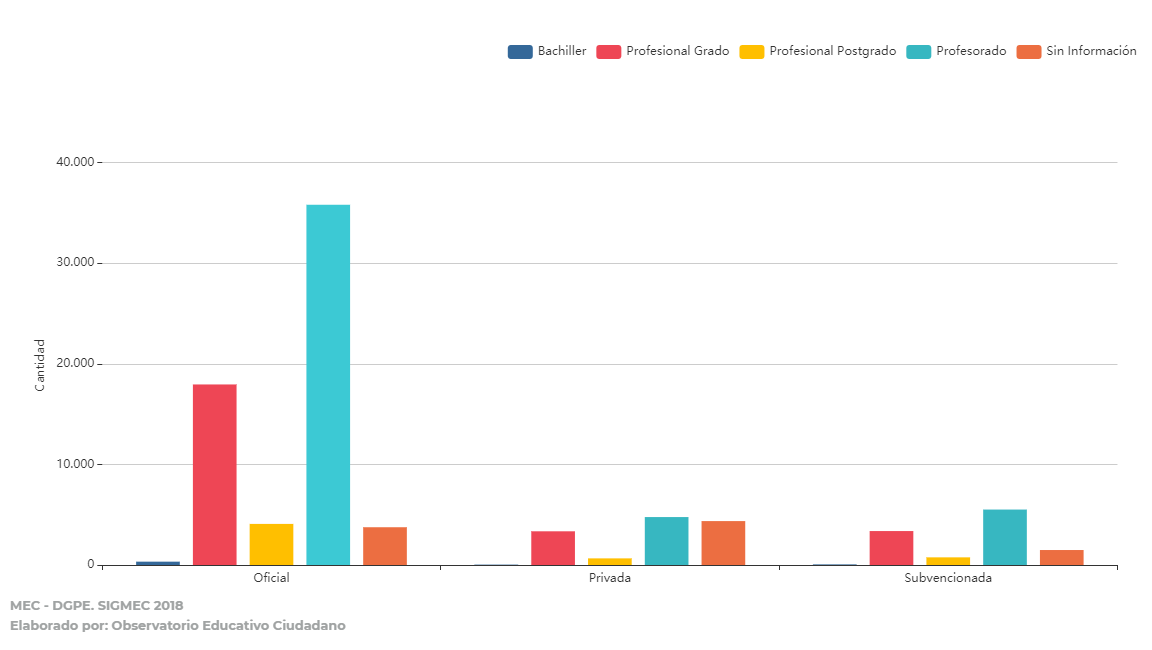 Bachiller Profesional Grado Profesional Postgrado Profesorado Sin Información
Cantidad
40.000
30.000
20.000
10.000
0
Oficial Privada Subvencionada
MEC - DGPE. SIGMEC 2018
Elaborado por: Observatorio Educativo Ciudadano